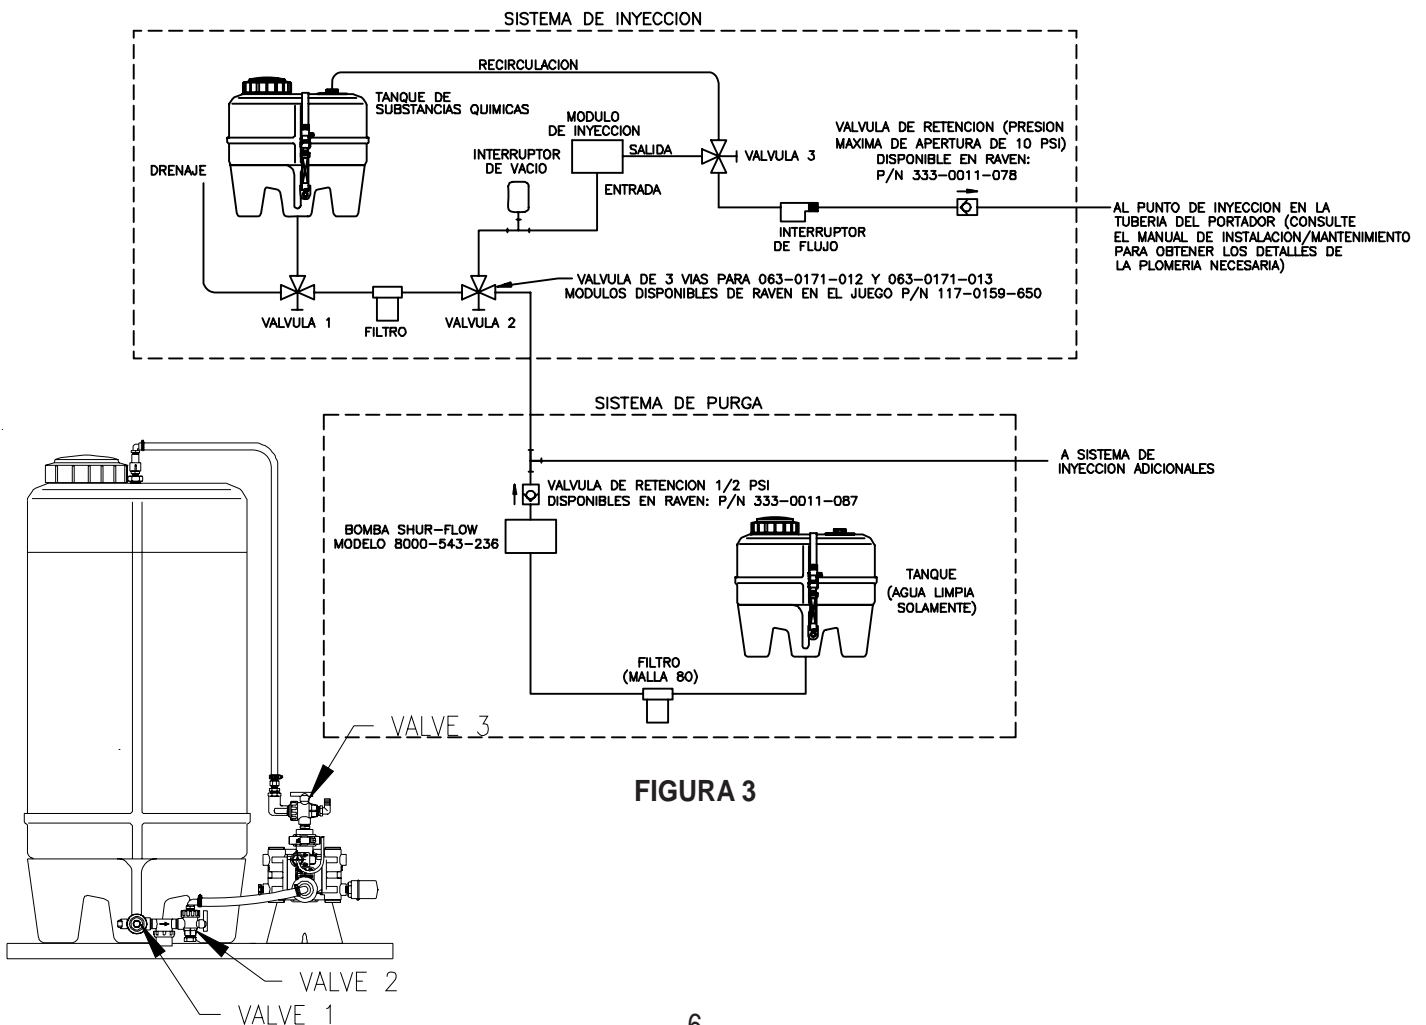 SISTEMA DE INYECCION
RECIRCULACION
TANQUE DE
SUBSTANCIAS QUIMICAS
MODULO
DE INYECCION
SALIDA
ENTRADA
INTERRUPTOR
DE VACIO
DRENAJE
VALVULA 3
VALVULA DE RETENCION (PRESION
MAXIMA DE APERTURA DE 10 PSI)
DISPONIBLE EN RAVEN:
P/N 333-0011-078
INTERRUPTOR
DE FLUJO
AL PUNTO DE INYECCION EN LA
TUBERIA DEL PORTADOR (CONSULTE
EL MANUAL DE INSTALACION/MANTENIMIENTO
PARA OBTENER LOS DETALLES DE
LA PLOMERIA NECESARIA)
VALVULA DE 3 VIAS PARA 063-0171-012 Y 063-0171-013
MODULOS DISPONIBLES DE RAVEN EN EL JUEGO P/N 117-0159-650
VALVULA 1
FILTRO
VALVULA 2
SISTEMA DE PURGA
A SISTEMA DE
INYECCION ADICIONALES
VALVULA DE RETENCION 1/2 PSI
DISPONIBLES EN RAVEN: P/N 333-0011-087
BOMBA SHUR-FLOW
MODELO 8000-543-236
TANQUE
(AGUA LIMPIA
SOLAMENTE)
FILTRO
(MALLA 80)
VALVE 3
FIGURA 3
VALVE 2
VALVE 1
6